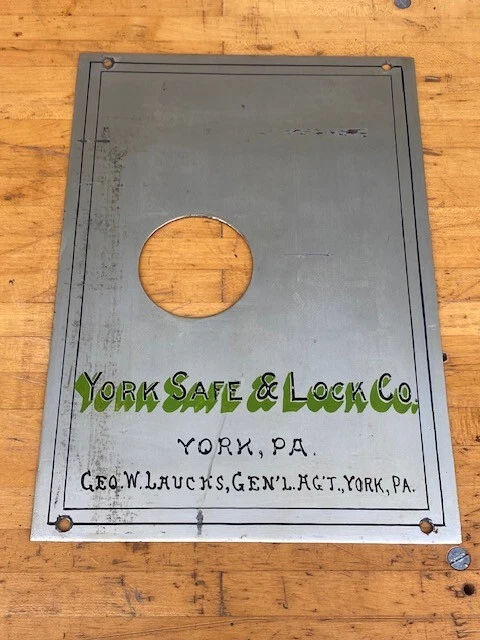 YORK SAFE & LOCK CO.
YORK, PA.
GEO. W. LAUCKS, GEN'L. AG'T., YORK, PA.